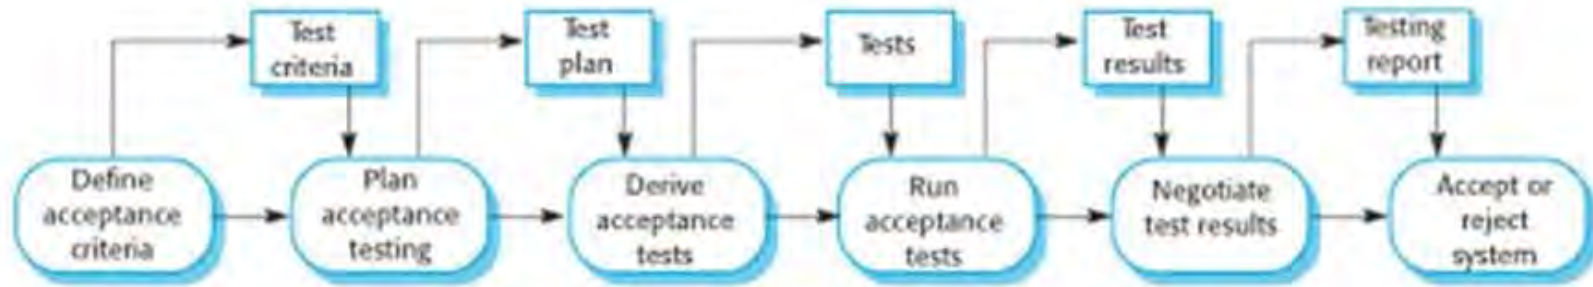 Test
criteria
Test
plan
Tests
Test
results
Testing
report
Define
acceptance
criteria
Plan
acceptance
testing
Derive
acceptance
tests
Run
acceptance
tests
Negotiate
test results
Accept or
reject
system